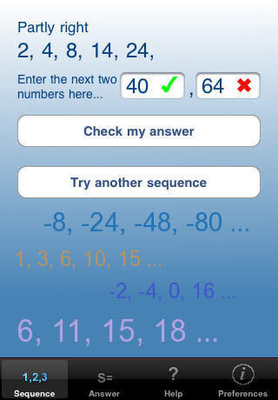 Partly right
2, 4, 8, 14, 24,
Enter the next two
numbers here...
40
, 64
Check my answer
Try another sequence
-8, -24, -48, -80 ...
1, 3, 6, 10, 15 ...
-2, -4, 0, 16 ...
6, 11, 15, 18 ...
1,2,3
Sequence
S=
Answer
?
Help
i
Preferences